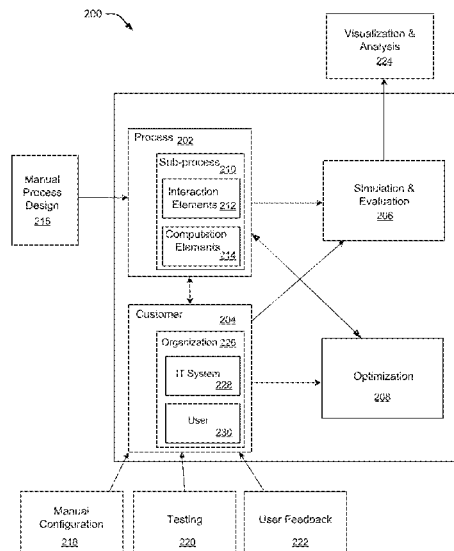 200
Visualization &
Analysis
224
Process 202
Sub-process 210
Interaction
Elements 212
Computation
Elements 214
Manual
Process
Design
216
Simulation &
Evaluation
206
Customer 204
Organization 226
IT System
228
User
230
Optimization
208
Manual
Configuration
218
Testing
220
User Feedback
222